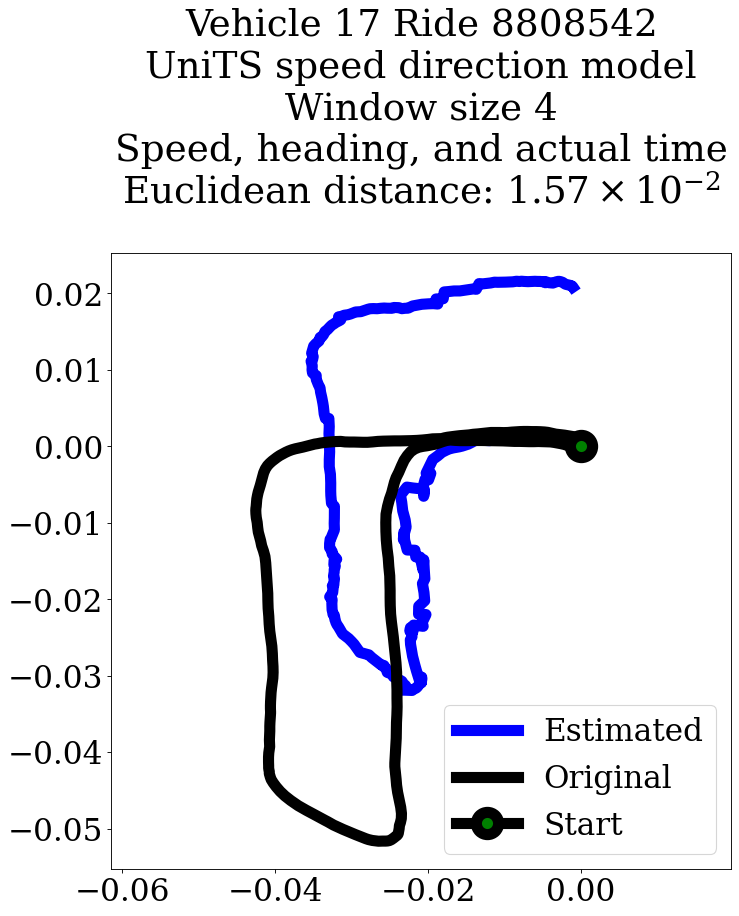 Vehicle 17 Ride 8808542
UniTS speed direction model
Window size 4
Speed, heading, and actual time
Euclidean distance: 1.57 × 10⁻²
0.02
0.01
0.00
−0.01
−0.02
−0.03
−0.04
−0.05
Estimated
Original
Start
−0.06 −0.04 −0.02 0.00